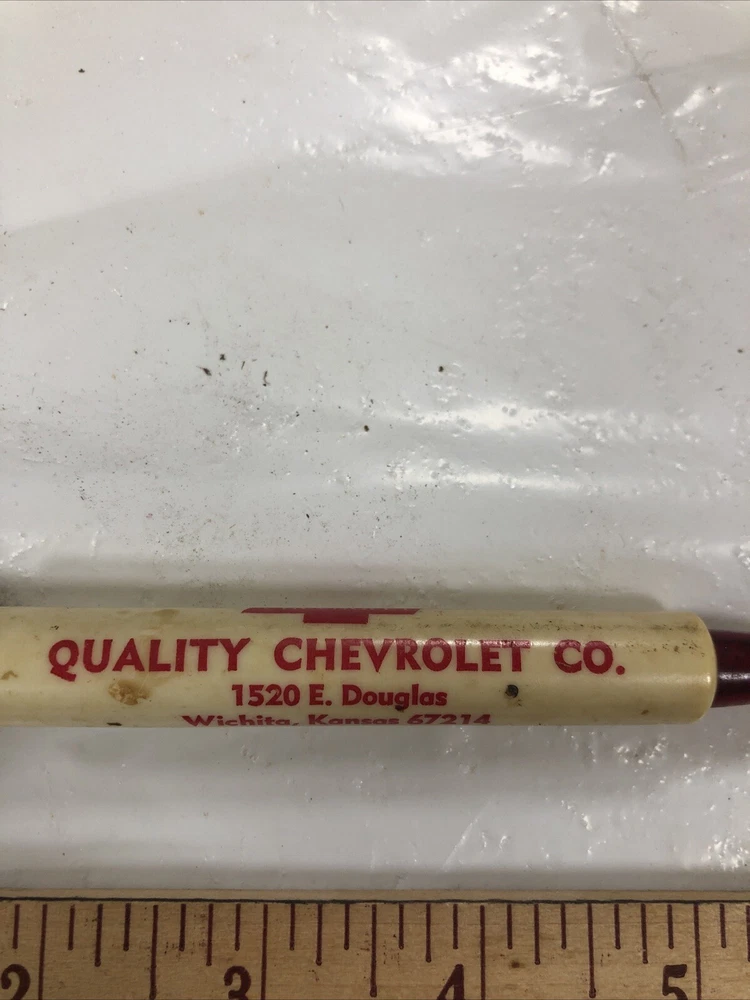 QUALITY CHEVROLET CO.
1520 E. Douglas
Wichita, Kansas 67214
2 3 4 5